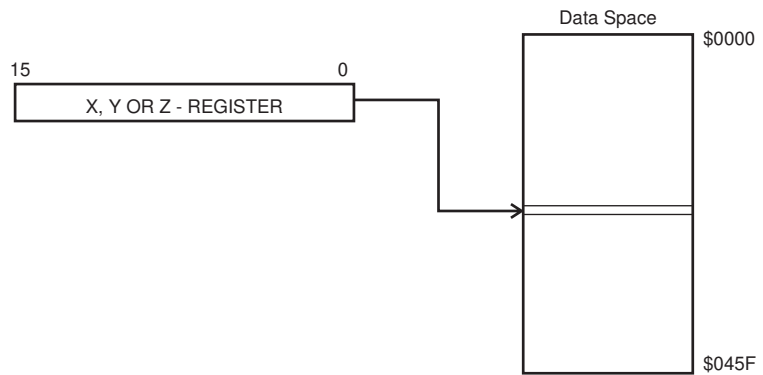 Data Space
$0000
15 0
X, Y OR Z - REGISTER
$045F